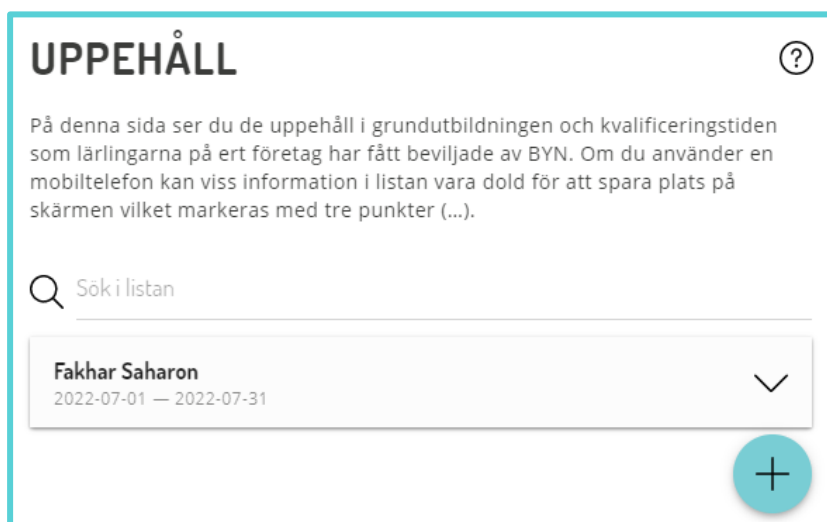 UPPEHÅLL
På denna sida ser du de uppehåll i grundutbildningen och kvalificeringstiden
som lärlingarna på ert företag har fått beviljade av BYN. Om du använder en
mobiltelefon kan viss information i listan vara dold för att spara plats på
skärmen vilket markeras med tre punkter (...).
Sök i listan
Fakhar Saharon
2022-07-01 — 2022-07-31